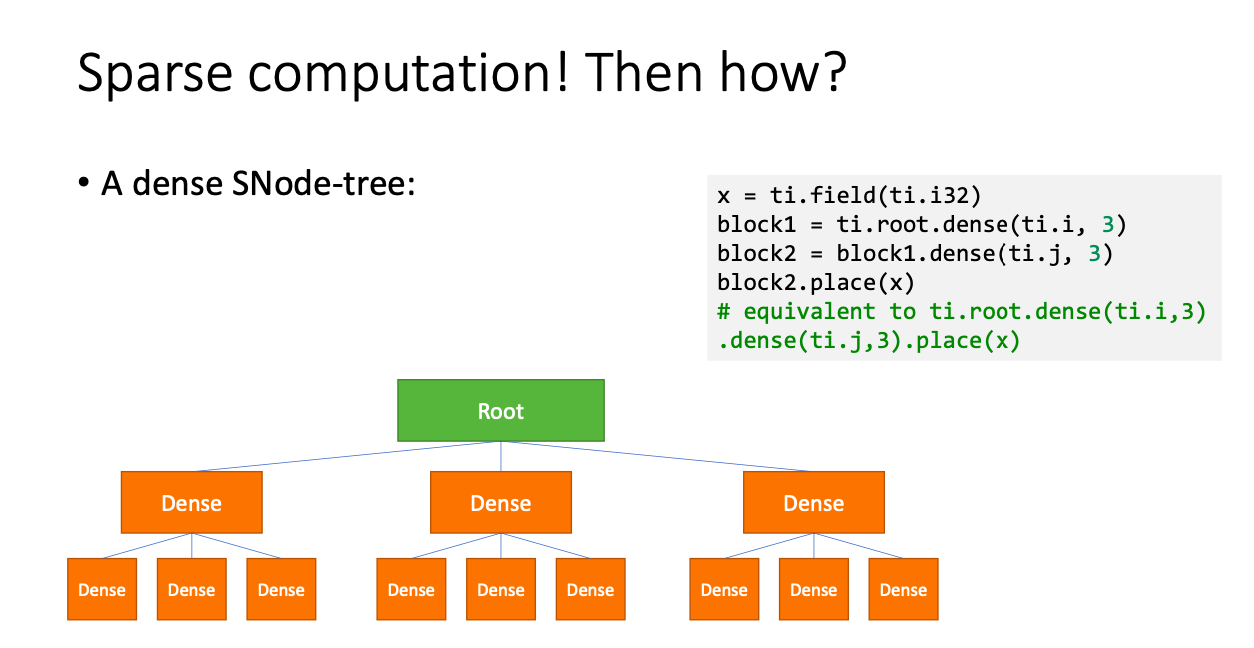 Sparse computation! Then how?
• A dense SNode-tree:
x = ti.field(ti.i32)
block1 = ti.root.dense(ti.i, 3)
block2 = block1.dense(ti.j, 3)
block2.place(x)
# equivalent to ti.root.dense(ti.i,3)
.dense(ti.j,3).place(x)
Root
Dense Dense Dense
Dense Dense Dense Dense Dense Dense Dense Dense Dense